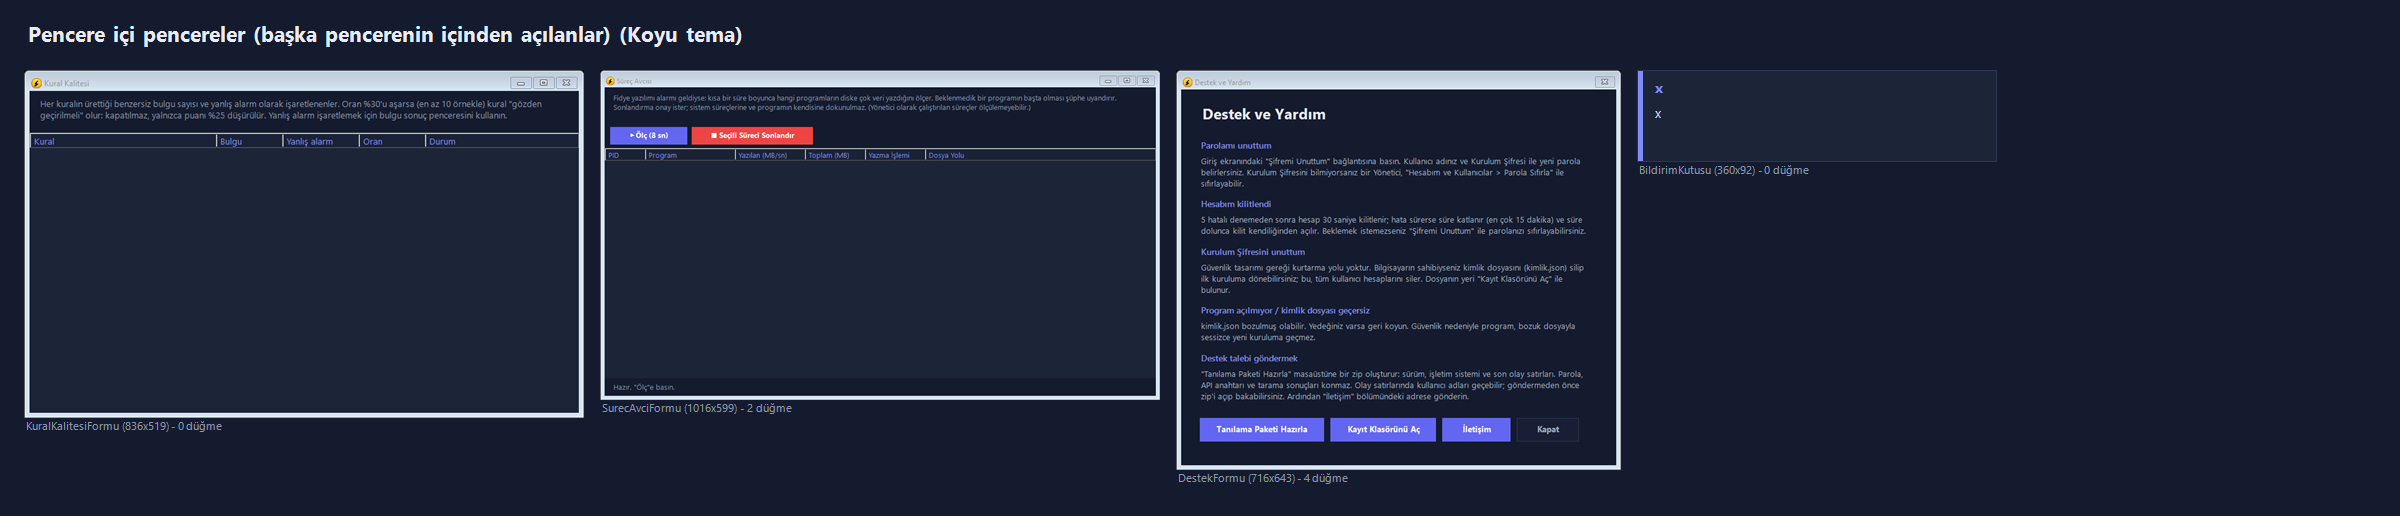 Pencere içi pencereler (başka pencerenin içinden açılanlar) (Koyu tema)
Kural Kalitesi
Her kuralın ürettiği benzersiz bulgu sayısı ve yanlış alarm olarak işaretlenenler. Oran %30'u aşarsa (en az 10 örnekle) kural "gözden
geçirilmeli" olur: kapatılmaz, yalnızca puanı %25 düşürülür. Yanlış alarm işaretlemek için bulgu sonuç penceresini kullanın.
Kural Bulgu Yanlış alarm Oran Durum
KuralKalitesiFormu (836x519) - 0 düğme
Süreç Avcısı
Fidye yazılımı alarmı geldiyse: kısa bir süre boyunca hangi programların diske çok veri yazdığını ölçer. Beklenmedik bir programın başta olması şüphe uyandırır.
Sonlandırma onay ister; sistem süreçlerine ve programın kendisine dokunulmaz. (Yönetici olarak çalıştırılan süreçler ölçülemeyebilir.)
Ölç (8 sn) Seçili Süreci Sonlandır
PID Program Yazılan (MB/sn) Toplam (MB) Yazma İşlemi Dosya Yolu
Hazır. "Ölç"e basın.
SurecAvciFormu (1016x599) - 2 düğme
Destek ve Yardım
Destek ve Yardım
Parolamı unuttum
Giriş ekranındaki "Şifremi Unuttum" bağlantısına basın. Kullanıcı adınız ve Kurulum Şifresi ile yeni parola
belirlersiniz. Kurulum Şifresini bilmiyorsanız bir Yönetici, "Hesabım ve Kullanıcılar > Parola Sıfırla" ile
sıfırlayabilir.
Hesabım kilitlendi
5 hatalı denemeden sonra hesap 30 saniye kilitlenir; hata sürerse süre katlanır (en çok 15 dakika) ve süre
dolunca kilit kendiliğinden açılır. Beklemek istemezseniz "Şifremi Unuttum" ile parolanızı sıfırlayabilirsiniz.
Kurulum Şifresini unuttum
Güvenlik tasarımı gereği kurtarma yolu yoktur. Bilgisayarın sahibiyseniz kimlik dosyasını (kimlik.json) silip
ilk kuruluma dönebilirsiniz; bu, tüm kullanıcı hesaplarını siler. Dosyanın yeri "Kayıt Klasörünü Aç" ile
bulunur.
Program açılmıyor / kimlik dosyası geçersiz
kimlik.json bozulmuş olabilir. Yedeğiniz varsa geri koyun. Güvenlik nedeniyle program, bozuk dosyayla
sessizce yeni kuruluma geçmez.
Destek talebi göndermek
"Tanılama Paketi Hazırla" masaüstüne bir zip oluşturur: sürüm, işletim sistemi ve son olay satırları. Parola,
API anahtarı ve tarama sonuçları konmaz. Olay satırlarında kullanıcı adları geçebilir; göndermeden önce
zip'i açıp bakabilirsiniz. Ardından "İletişim" bölümündeki adrese gönderin.
Tanılama Paketi Hazırla Kayıt Klasörünü Aç İletişim Kapat
DestekFormu (716x643) - 4 düğme
x
x
BildirimKutusu (360x92) - 0 düğme